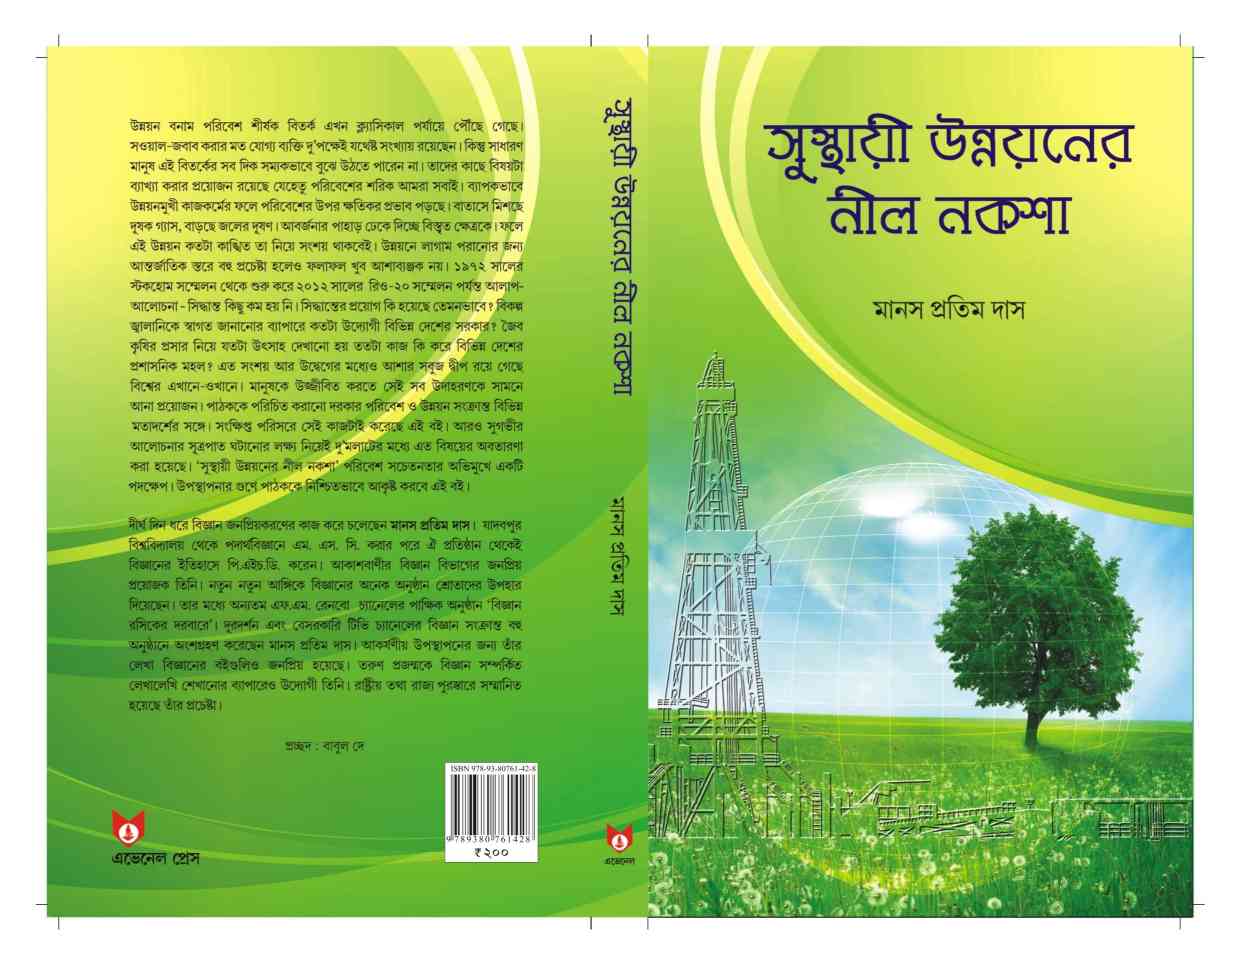 উন্নয়ন বনাম পরিবেশ শীর্ষক বিতর্ক এখন ক্ল্যাসিকাল পর্যায়ে পৌঁছে গেছে।
সওয়াল-জবাব করার মত যোগ্য ব্যক্তি দু'পক্ষেই যথেষ্ট সংখ্যায় রয়েছেন। কিন্তু সাধারণ
মানুষ এই বিতর্কের সব দিক সম্যকভাবে বুঝে উঠতে পারেন না। তাদের কাছে বিষয়টা
ব্যাখ্যা করার প্রয়োজন রয়েছে যেহেতু পরিবেশের শরিক আমরা সবাই। ব্যাপকভাবে
উন্নয়নমুখী কাজকর্মের ফলে পরিবেশের উপর ক্ষতিকর প্রভাব পড়ছে। বাতাসে মিশছে
দূষক গ্যাস, বাড়ছে জলের দূষণ। আবর্জনার পাহাড় ঢেকে দিচ্ছে বিস্তৃত ক্ষেত্রকে। ফলে
এই উন্নয়ন কতটা কাঙ্খিত তা নিয়ে সংশয় থাকবেই। উন্নয়নে লাগাম পরানোর জন্য
আন্তর্জাতিক স্তরে বহু প্রচেষ্টা হলেও ফলাফল খুব আশাব্যঞ্জক নয়। ১৯৭২ সালের
স্টকহোম সম্মেলন থেকে শুরু করে ২০১২ সালের রিও-২০ সম্মেলন পর্যন্ত আলাপ-
আলোচনা - সিদ্ধান্ত কিছু কম হয় নি। সিদ্ধান্তের প্রয়োগ কি হয়েছে তেমনভাবে? বিকল্প
জ্বালানিকে স্বাগত জানানোর ব্যাপারে কতটা উদ্যোগী বিভিন্ন দেশের সরকার? জৈব
কৃষির প্রসার নিয়ে যতটা উৎসাহ দেখানো হয় ততটা কাজ কি করে বিভিন্ন দেশের
প্রশাসনিক মহল? এত সংশয় আর উদ্বেগের মধ্যেও আশার সবুজ দ্বীপ রয়ে গেছে
বিশ্বের এখানে-ওখানে। মানুষকে উজ্জীবিত করতে সেই সব উদাহরণকে সামনে
আনা প্রয়োজন। পাঠককে পরিচিত করানো দরকার পরিবেশ ও উন্নয়ন সংক্রান্ত বিভিন্ন
মতাদর্শের সঙ্গে। সংক্ষিপ্ত পরিসরে সেই কাজটাই করেছে এই বই। আরও সুগভীর
আলোচনার সূত্রপাত ঘটানোর লক্ষ্য নিয়েই দু'মলাটের মধ্যে এত বিষয়ের অবতারণা
করা হয়েছে। 'সুস্থায়ী উন্নয়নের নীল নকশা' পরিবেশ সচেতনতার অভিমুখে একটি
পদক্ষেপ। উপস্থাপনার গুণে পাঠককে নিশ্চিতভাবে আকৃষ্ট করবে এই বই।
দীর্ঘ দিন ধরে বিজ্ঞান জনপ্রিয়করণের কাজ করে চলেছেন মানস প্রতিম দাস। যাদবপুর
বিশ্ববিদ্যালয় থেকে পদার্থবিজ্ঞানে এম. এস. সি. করার পরে ঐ প্রতিষ্ঠান থেকেই
বিজ্ঞানের ইতিহাসে পি.এইচ.ডি. করেন। আকাশবাণীর বিজ্ঞান বিভাগের জনপ্রিয়
প্রযোজক তিনি। নতুন নতুন আঙ্গিকে বিজ্ঞানের অনেক অনুষ্ঠান শ্রোতাদের উপহার
দিয়েছেন। তার মধ্যে অন্যতম এফ.এম. রেনবো চ্যানেলের পাক্ষিক অনুষ্ঠান 'বিজ্ঞান
রসিকের দরবারে'। দূরদর্শন এবং বেসরকারি টিভি চ্যানেলের বিজ্ঞান সংক্রান্ত বহু
অনুষ্ঠানে অংশগ্রহণ করেছেন মানস প্রতিম দাস। আকর্ষণীয় উপস্থাপনের জন্য তাঁর
লেখা বিজ্ঞানের বইগুলিও জনপ্রিয় হয়েছে। তরুণ প্রজন্মকে বিজ্ঞান সম্পর্কিত
লেখালেখি শেখানোর ব্যাপারেও উদ্যোগী তিনি। রাষ্ট্রীয় তথা রাজ্য পুরস্কারে সম্মানিত
হয়েছে তাঁর প্রচেষ্টা।
প্রচ্ছদ : বাবুল দে
ISBN 978-93-80761-42-8
9 789380 761428
₹ ২০০
এভেনেল প্রেস
সুস্থায়ী উন্নয়নের নীল নকশা
মানস প্রতিম দাস
এভেনেল
সুস্থায়ী উন্নয়নের
নীল নকশা
মানস প্রতিম দাস